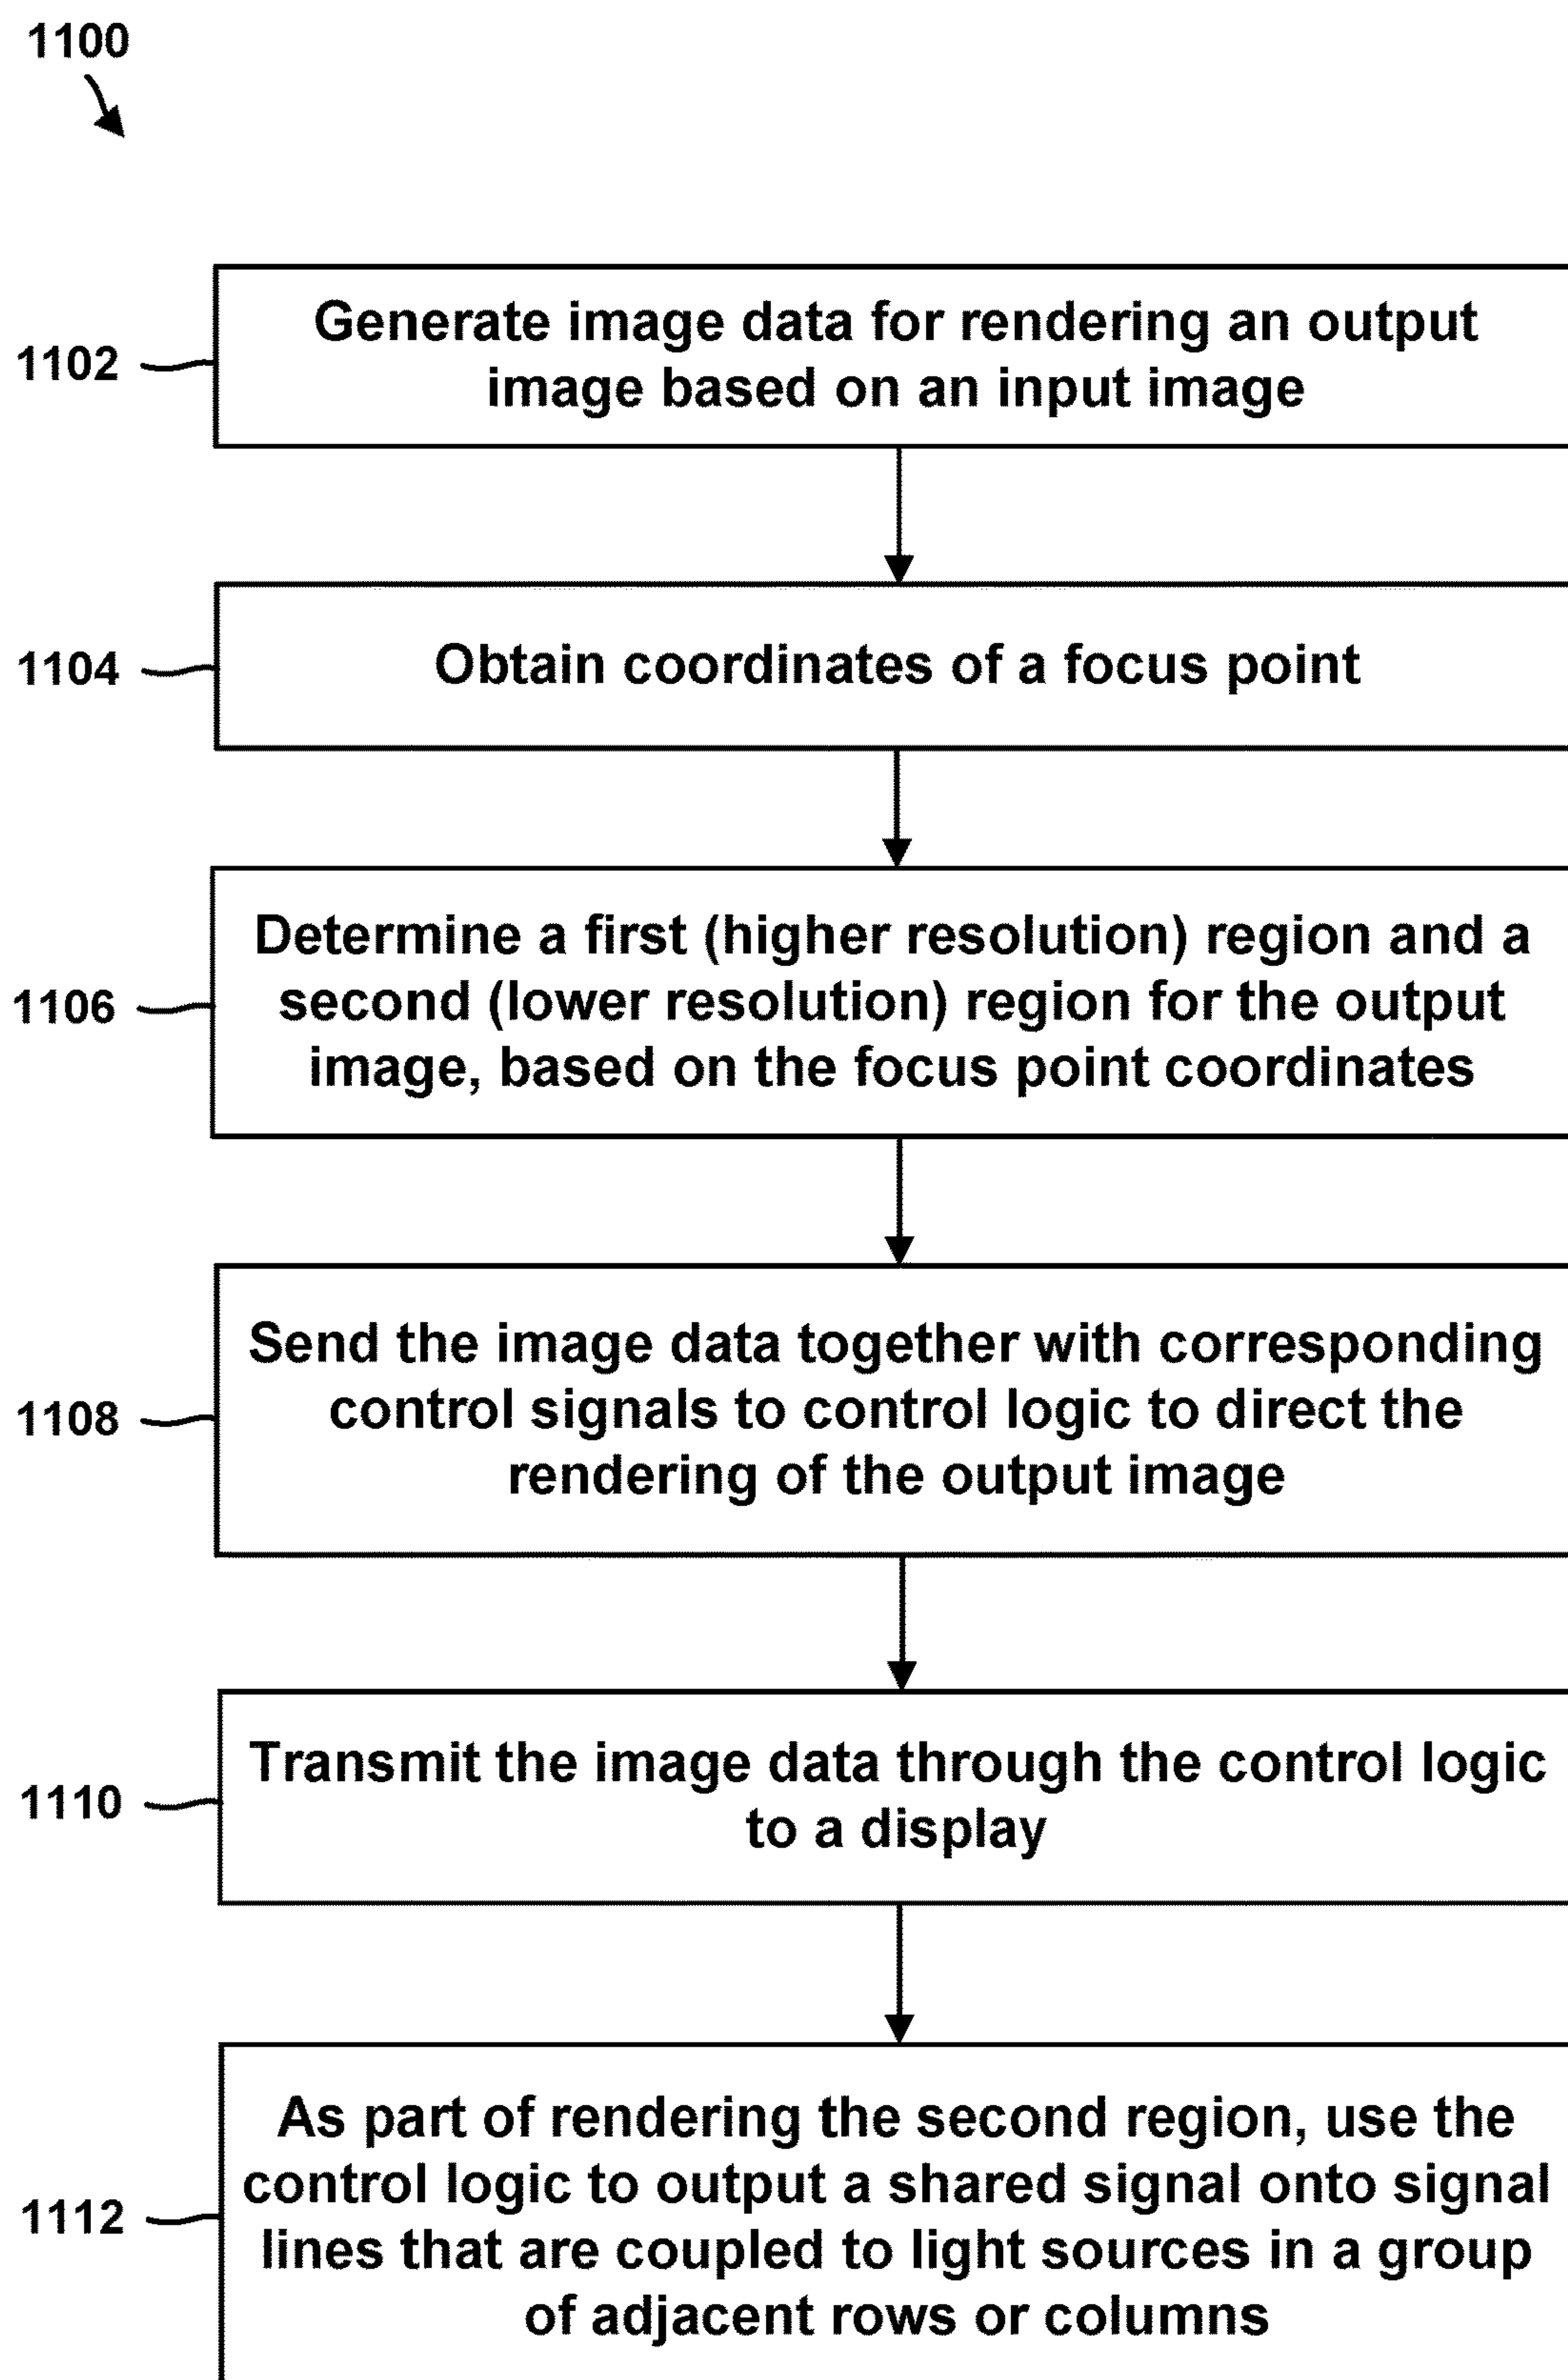 1100
1102
Generate image data for rendering an output
image based on an input image
1104
Obtain coordinates of a focus point
1106
Determine a first (higher resolution) region and a
second (lower resolution) region for the output
image, based on the focus point coordinates
1108
Send the image data together with corresponding
control signals to control logic to direct the
rendering of the output image
1110
Transmit the image data through the control logic
to a display
1112
As part of rendering the second region, use the
control logic to output a shared signal onto signal
lines that are coupled to light sources in a group
of adjacent rows or columns